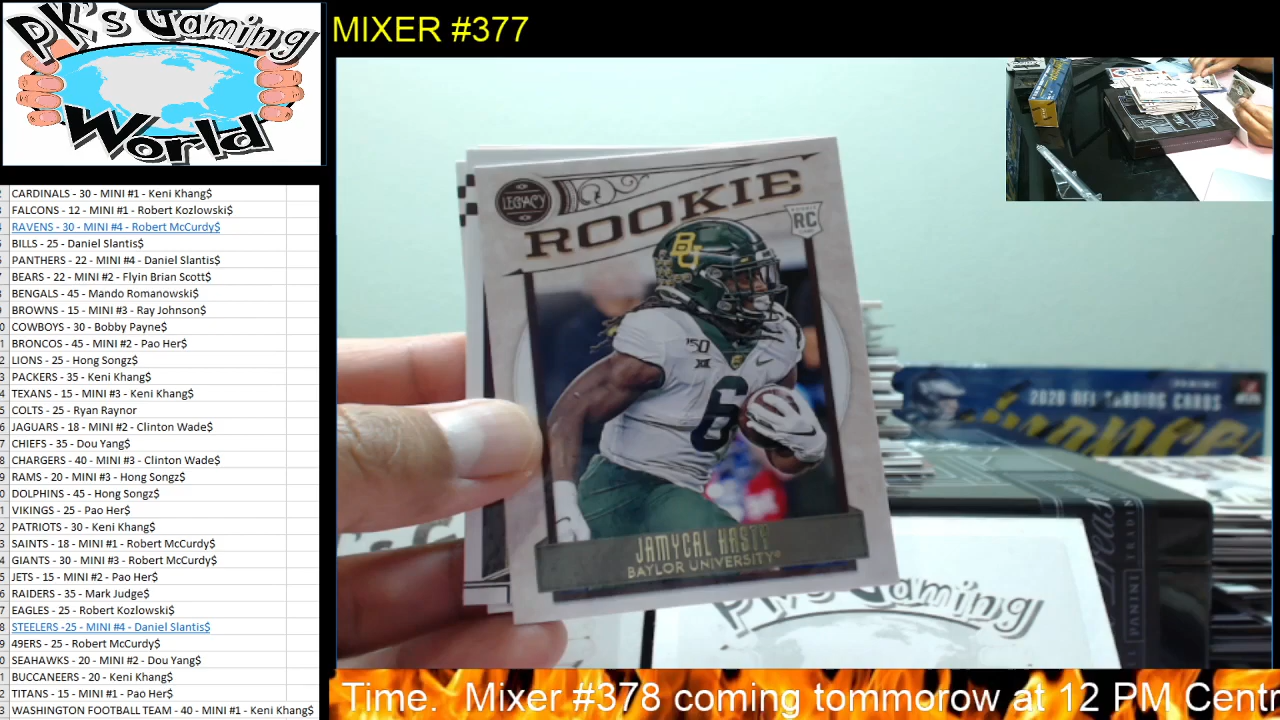 PK's Gaming
World
MIXER #377
CARDINALS - 30 - MINI #1 - Keni Khang$
FALCONS - 12 - MINI #1 - Robert Kozlowski$
RAVENS - 30 - MINI #4 - Robert McCurdy$
BILLS - 25 - Daniel Slantis$
PANTHERS - 22 - MINI #4 - Daniel Slantis$
BEARS - 22 - MINI #2 - Flyin Brian Scott$
BENGALS - 45 - Mando Romanowski$
BROWNS - 15 - MINI #3 - Ray Johnson$
COWBOYS - 30 - Bobby Payne$
BRONCOS - 45 - MINI #2 - Pao Her$
LIONS - 25 - Hong Songz$
PACKERS - 35 - Keni Khang$
TEXANS - 15 - MINI #3 - Keni Khang$
COLTS - 25 - Ryan Raynor
JAGUARS - 18 - MINI #2 - Clinton Wade$
CHIEFS - 35 - Dou Yang$
CHARGERS - 40 - MINI #3 - Clinton Wade$
RAMS - 20 - MINI #3 - Hong Songz$
DOLPHINS - 45 - Hong Songz$
VIKINGS - 25 - Pao Her$
PATRIOTS - 30 - Keni Khang$
SAINTS - 18 - MINI #1 - Robert McCurdy$
GIANTS - 30 - MINI #3 - Robert McCurdy$
JETS - 15 - MINI #2 - Pao Her$
RAIDERS - 35 - Mark Judge$
EAGLES - 25 - Robert Kozlowski$
STEELERS -25 - MINI #4 - Daniel Slantis$
49ERS - 25 - Robert McCurdy$
SEAHAWKS - 20 - MINI #2 - Dou Yang$
BUCCANEERS - 20 - Keni Khang$
TITANS - 15 - MINI #1 - Pao Her$
WASHINGTON FOOTBALL TEAM - 40 - MINI #1 - Keni Khang$
LEGACY
ROOKIE
ROOKIE
RC
BU
150
XII
6
JAMYCAL HASTY
BAYLOR UNIVERSITY
PANINI
2020 NFL TRADING CARDS
PANINI TRADING
PK's Gaming
Time. Mixer #378 coming tommorow at 12 PM Centr